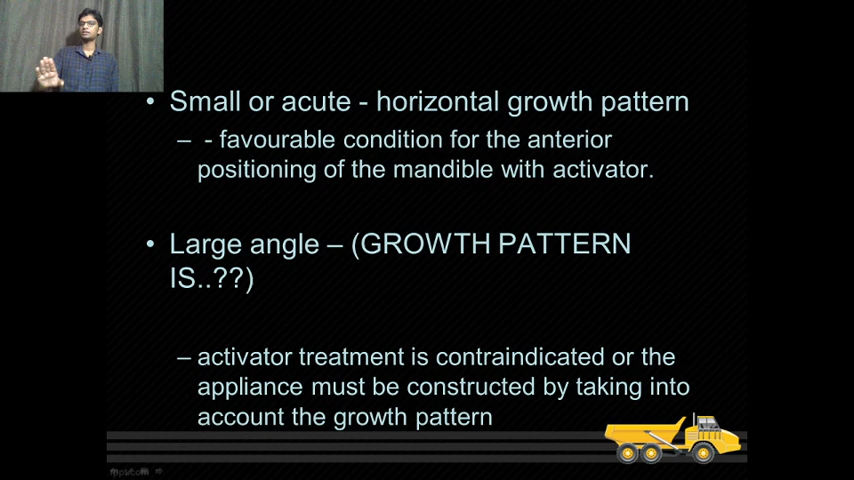 • Small or acute - horizontal growth pattern
– - favourable condition for the anterior
positioning of the mandible with activator.
• Large angle – (GROWTH PATTERN
IS..??)
– activator treatment is contraindicated or the
appliance must be constructed by taking into
account the growth pattern
fppt.com